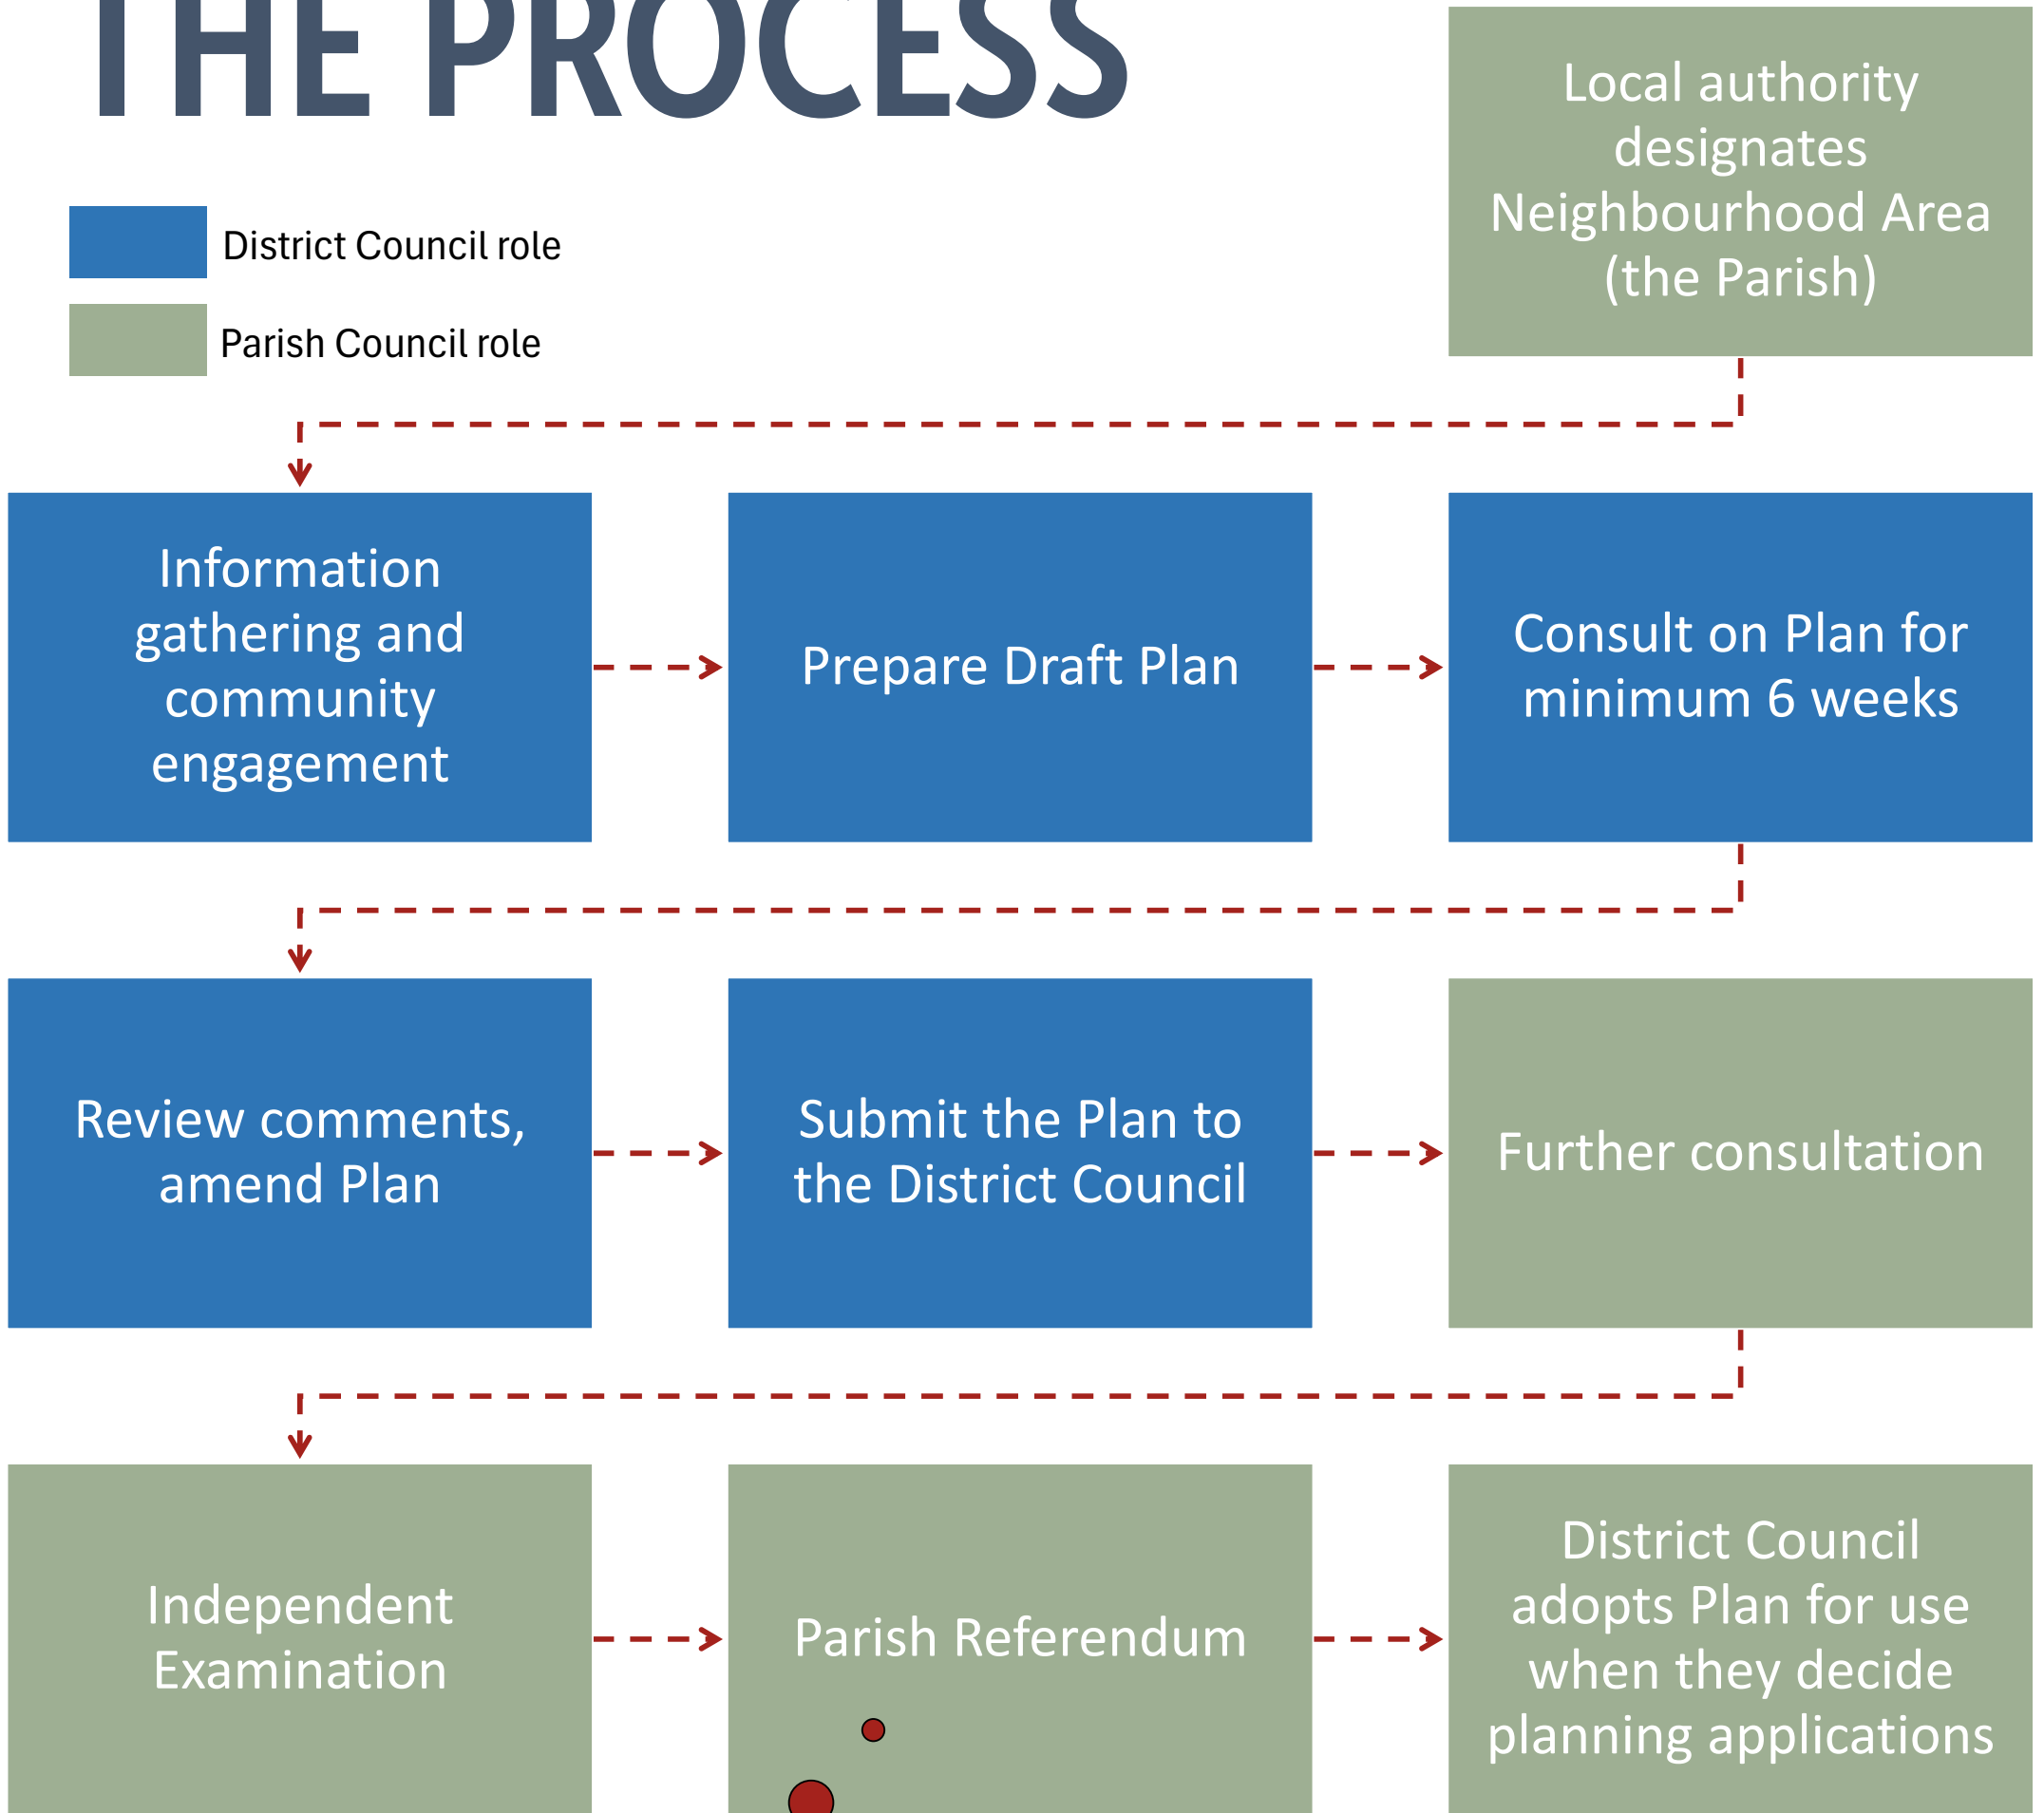 THE PROCESS
District Council role
Parish Council role
Local authority
designates
Neighbourhood Area
(the Parish)
Information
gathering and
community
engagement
Prepare Draft Plan
Consult on Plan for
minimum 6 weeks
Review comments,
amend Plan
Submit the Plan to
the District Council
Further consultation
Independent
Examination
Parish Referendum
District Council
adopts Plan for use
when they decide
planning applications